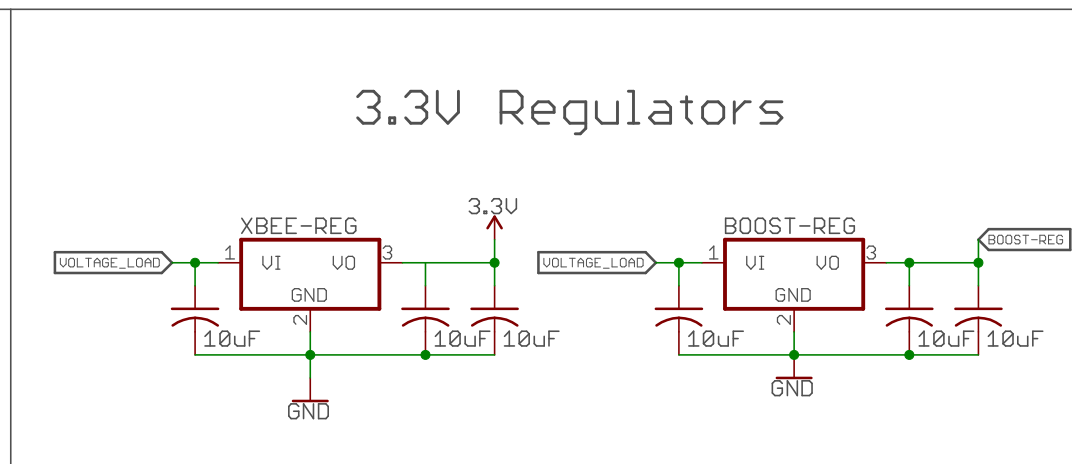 3.3V Regulators
3.3V
XBEE-REG
VOLTAGE_LOAD
1
VI
VO
3
GND
2
10uF
10uF
10uF
GND
BOOST-REG
VOLTAGE_LOAD
1
VI
VO
3
BOOST-REG
GND
2
10uF
10uF
10uF
GND